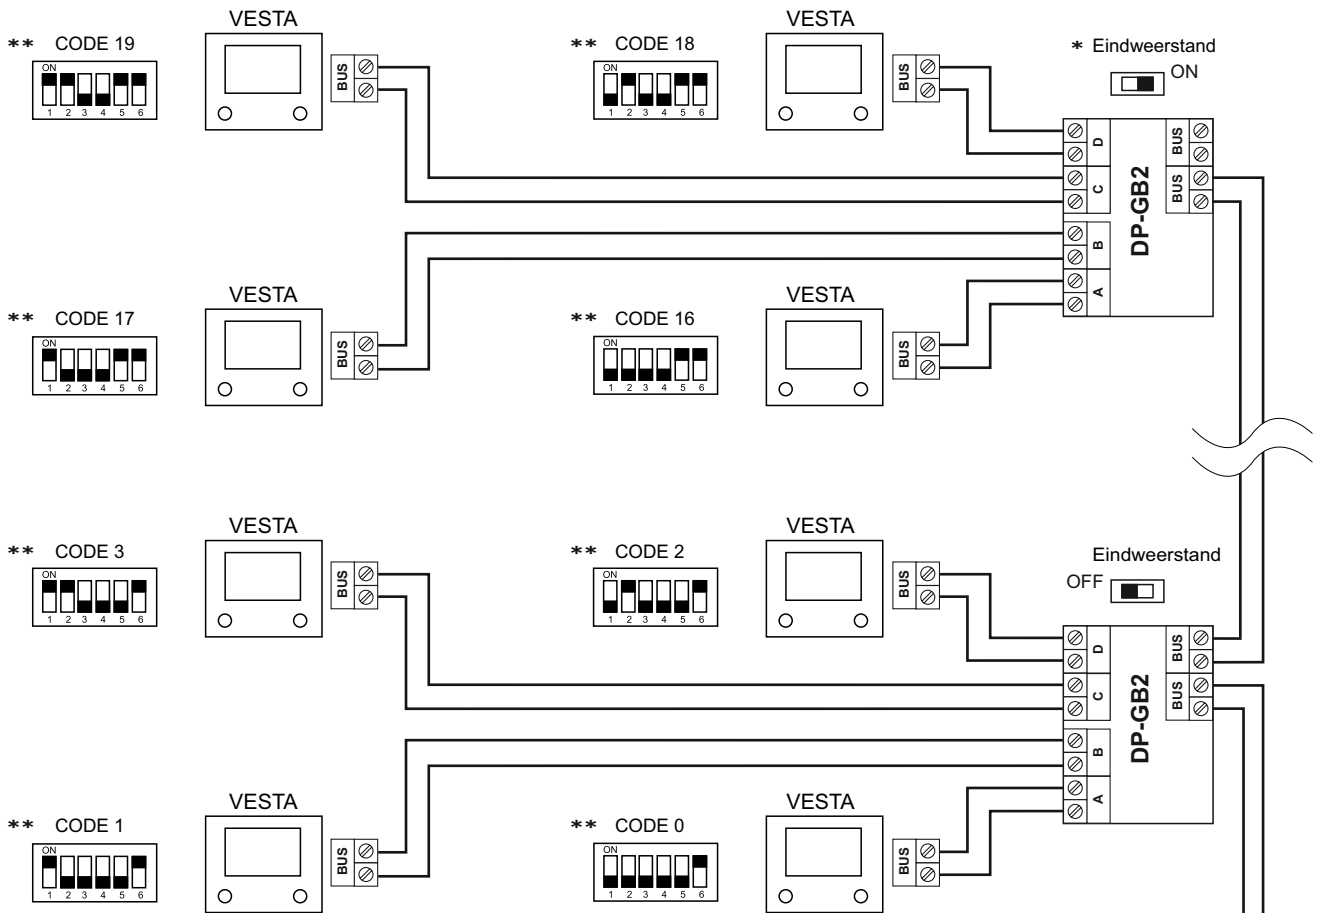 VESTA
VESTA
** CODE 19
** CODE 18
* Eindweerstand
ON
ON
1 2 3 4 5 6
BUS
ON
1 2 3 4 5 6
BUS
D
C
B
A
DP-GB2
BUS
BUS
VESTA
VESTA
** CODE 17
** CODE 16
ON
1 2 3 4 5 6
BUS
ON
1 2 3 4 5 6
BUS
VESTA
VESTA
** CODE 3
** CODE 2
Eindweerstand
OFF
ON
1 2 3 4 5 6
BUS
ON
1 2 3 4 5 6
BUS
D
C
B
A
DP-GB2
BUS
BUS
VESTA
VESTA
** CODE 1
** CODE 0
ON
1 2 3 4 5 6
BUS
ON
1 2 3 4 5 6
BUS